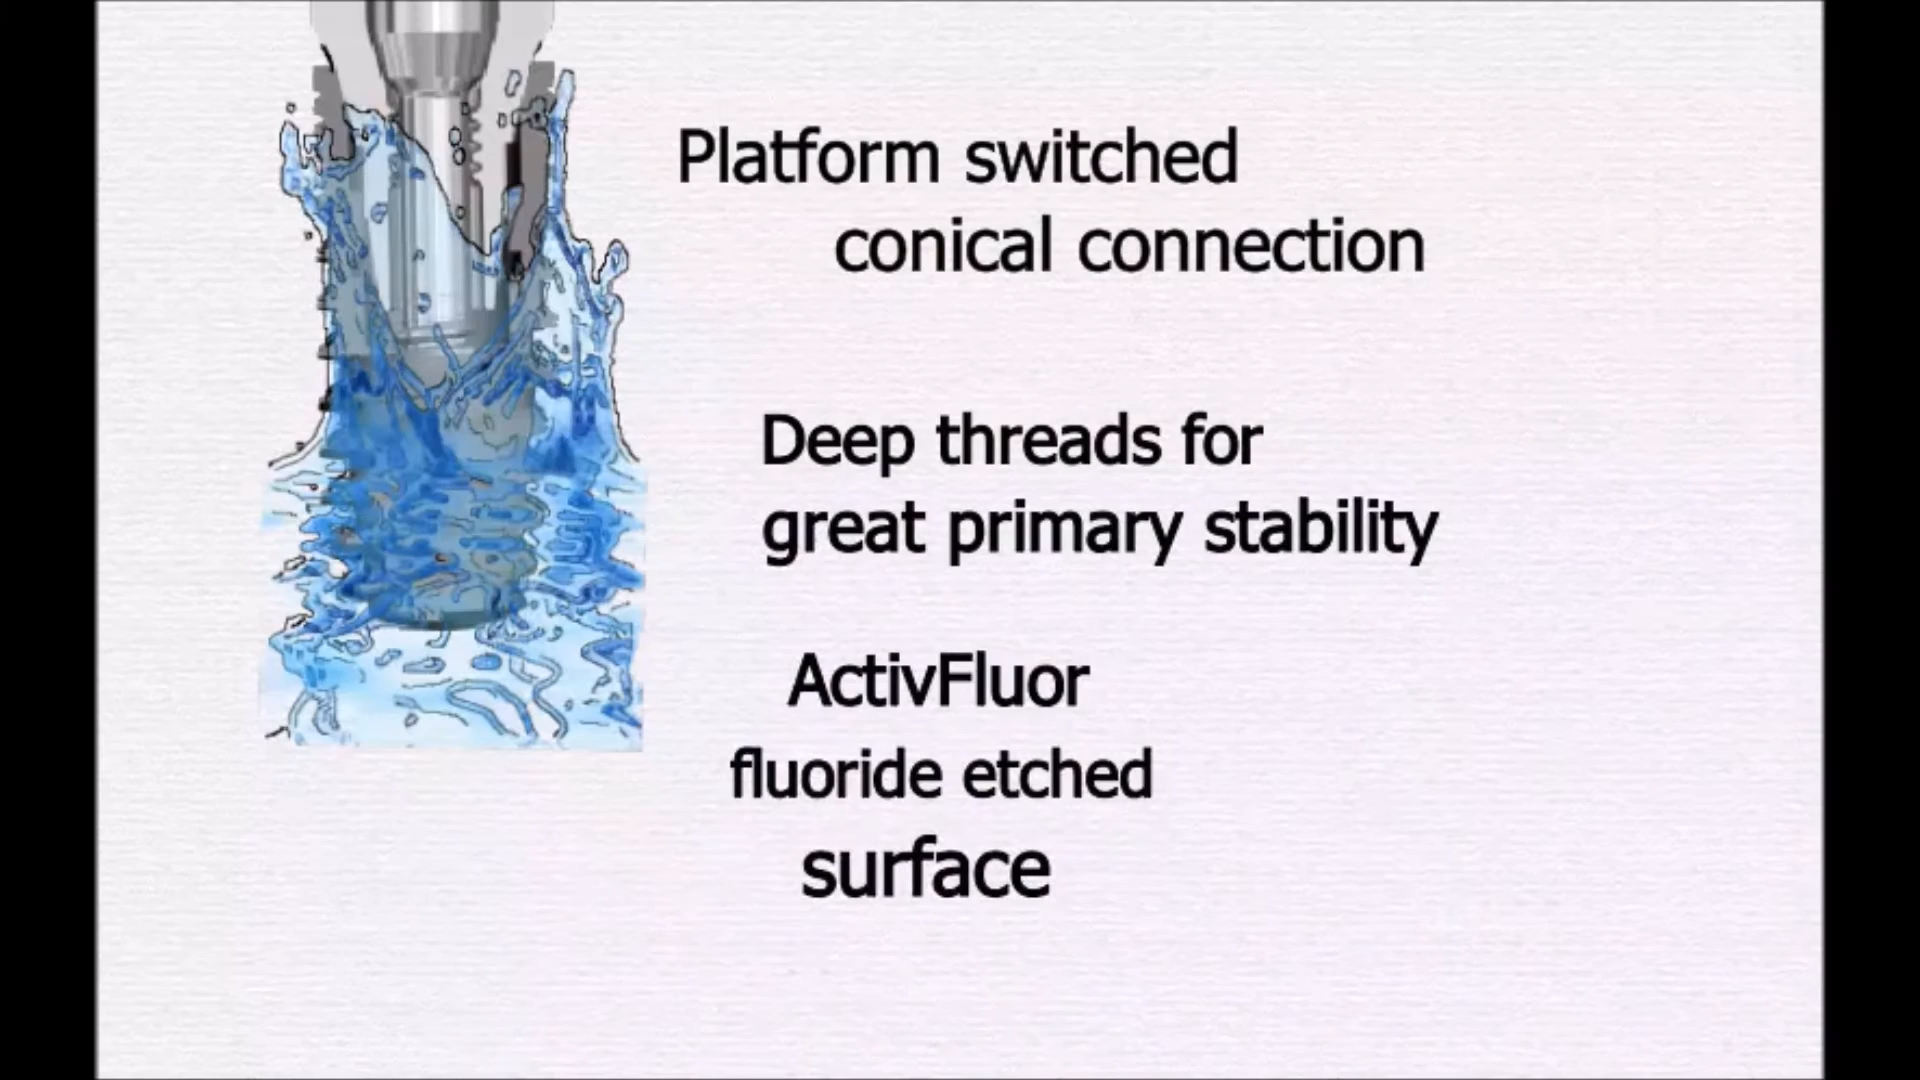 Platform switched
conical connection
Deep threads for
great primary stability
ActivFluor
fluoride etched
surface